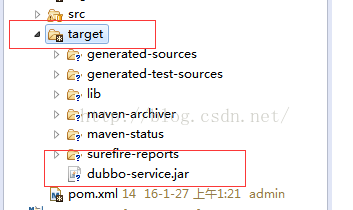 src
target
generated-sources
generated-test-sources
lib
maven-archiver
http://blog.csdn.net/
maven-status
surefire-reports
dubbo-service.jar
pom.xml 14 16-1-27 上午1:21 admin